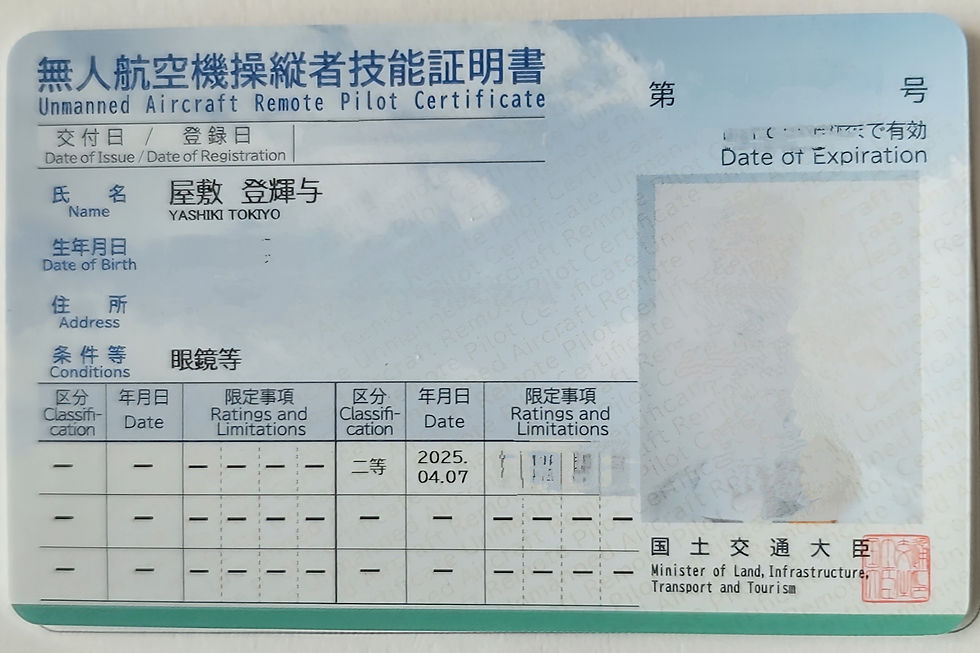 無人航空機操縦者技能証明書
Unmanned Aircraft Remote Pilot Certificate
第 号
交付日 / 登録日
Date of Issue / Date of Registration
で有効
Date of Expiration
氏 名
Name
屋敷 登輝与
YASHIKI TOKIYO
生年月日
Date of Birth
住 所
Address
条件等
Conditions
眼鏡等
区分 年月日 限定事項 区分 年月日 限定事項
Classifi-cation Date Ratings and Limitations Classifi-cation Date Ratings and Limitations
— — — — — — 二等 2025.04.07
— — — — — — — — — — — —
— — — — — — — — — — — —
国土交通大臣
Minister of Land, Infrastructure,
Transport and Tourism